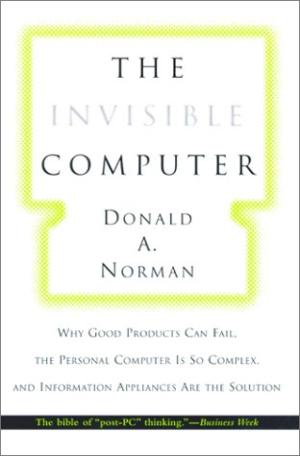 THE
INVISIBLE
COMPUTER
DONALD
A.
NORMAN
WHY GOOD PRODUCTS CAN FAIL,
THE PERSONAL COMPUTER IS SO COMPLEX,
AND INFORMATION APPLIANCES ARE THE SOLUTION
The bible of "post-PC" thinking."—Business Week